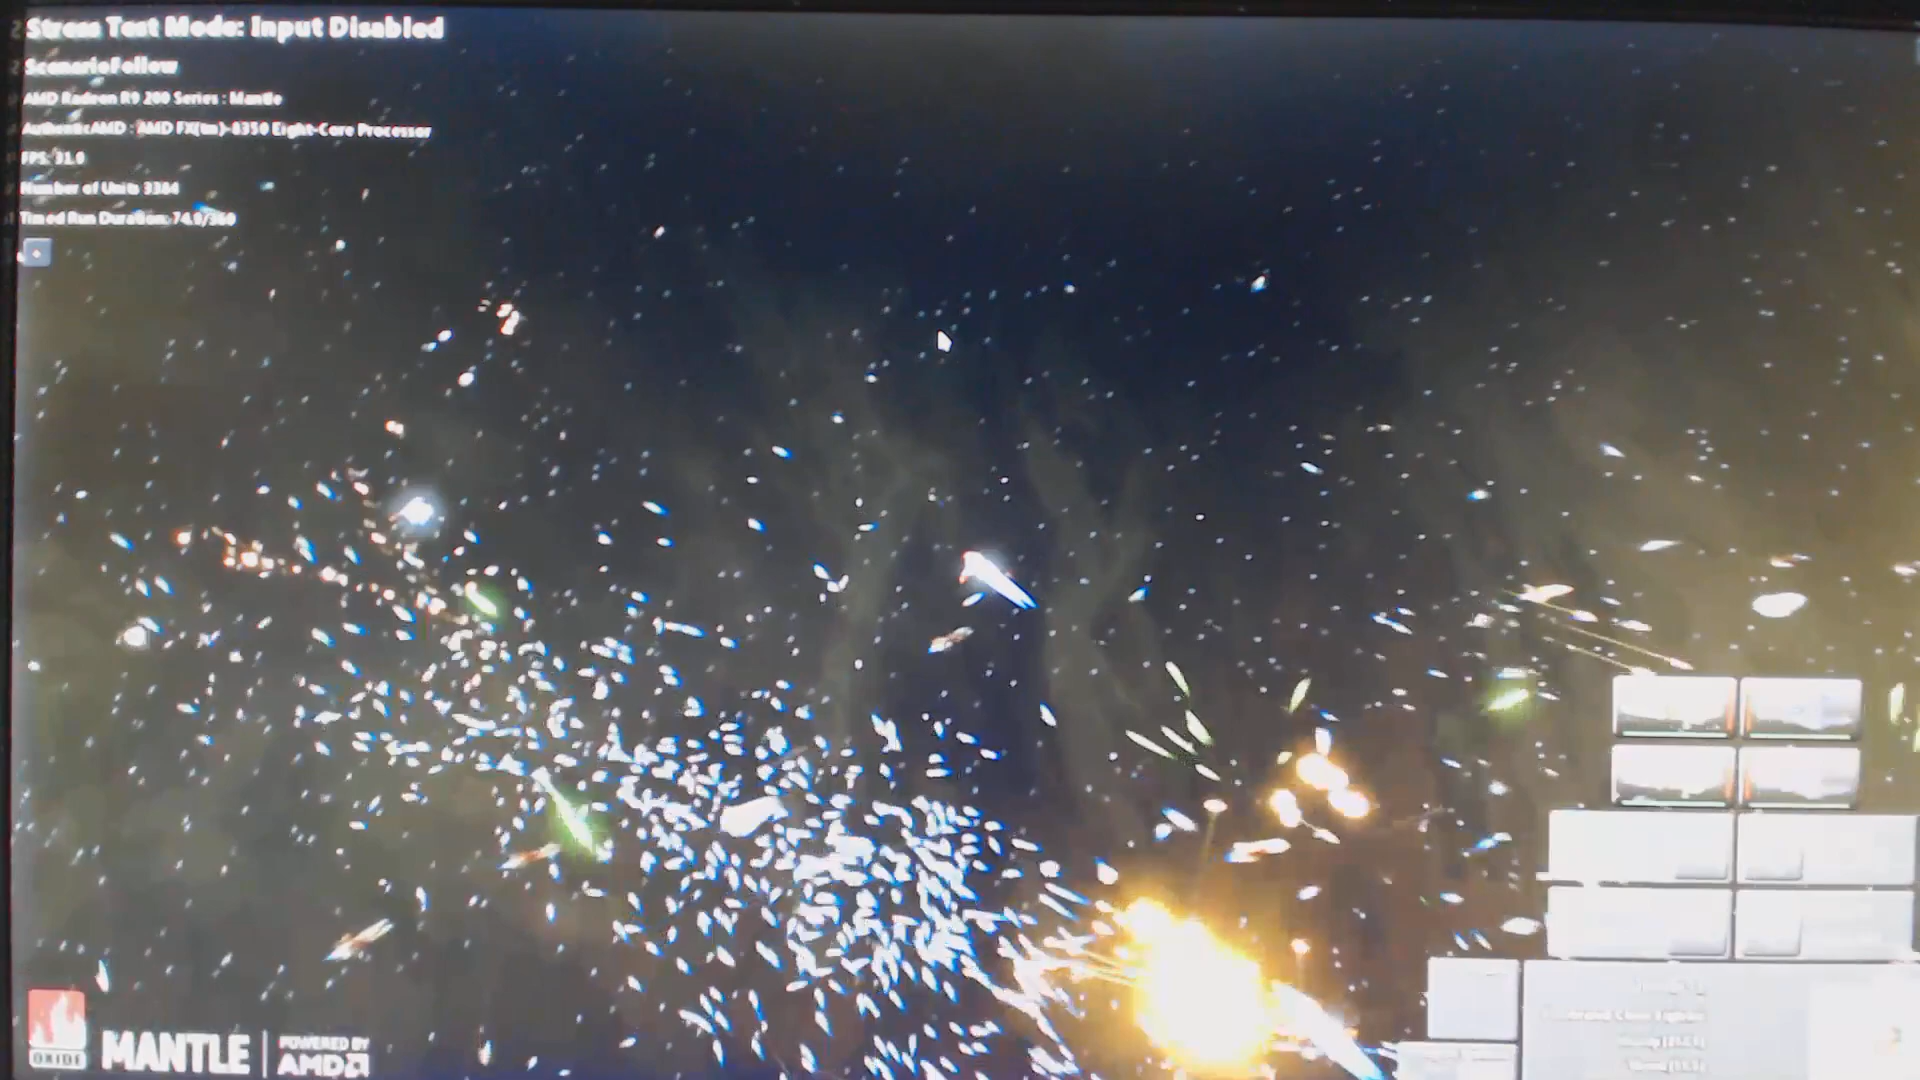 Stress Test Mode: Input Disabled
ScenarioFollow
AMD Radeon R9 200 Series : Mantle
AuthenticAMD : AMD FX(tm)-8350 Eight-Core Processor
FPS: 31.0
Number of Units 3384
Timed Run Duration: 74.0/360
OXIDE
MANTLE
POWERED BY
AMD